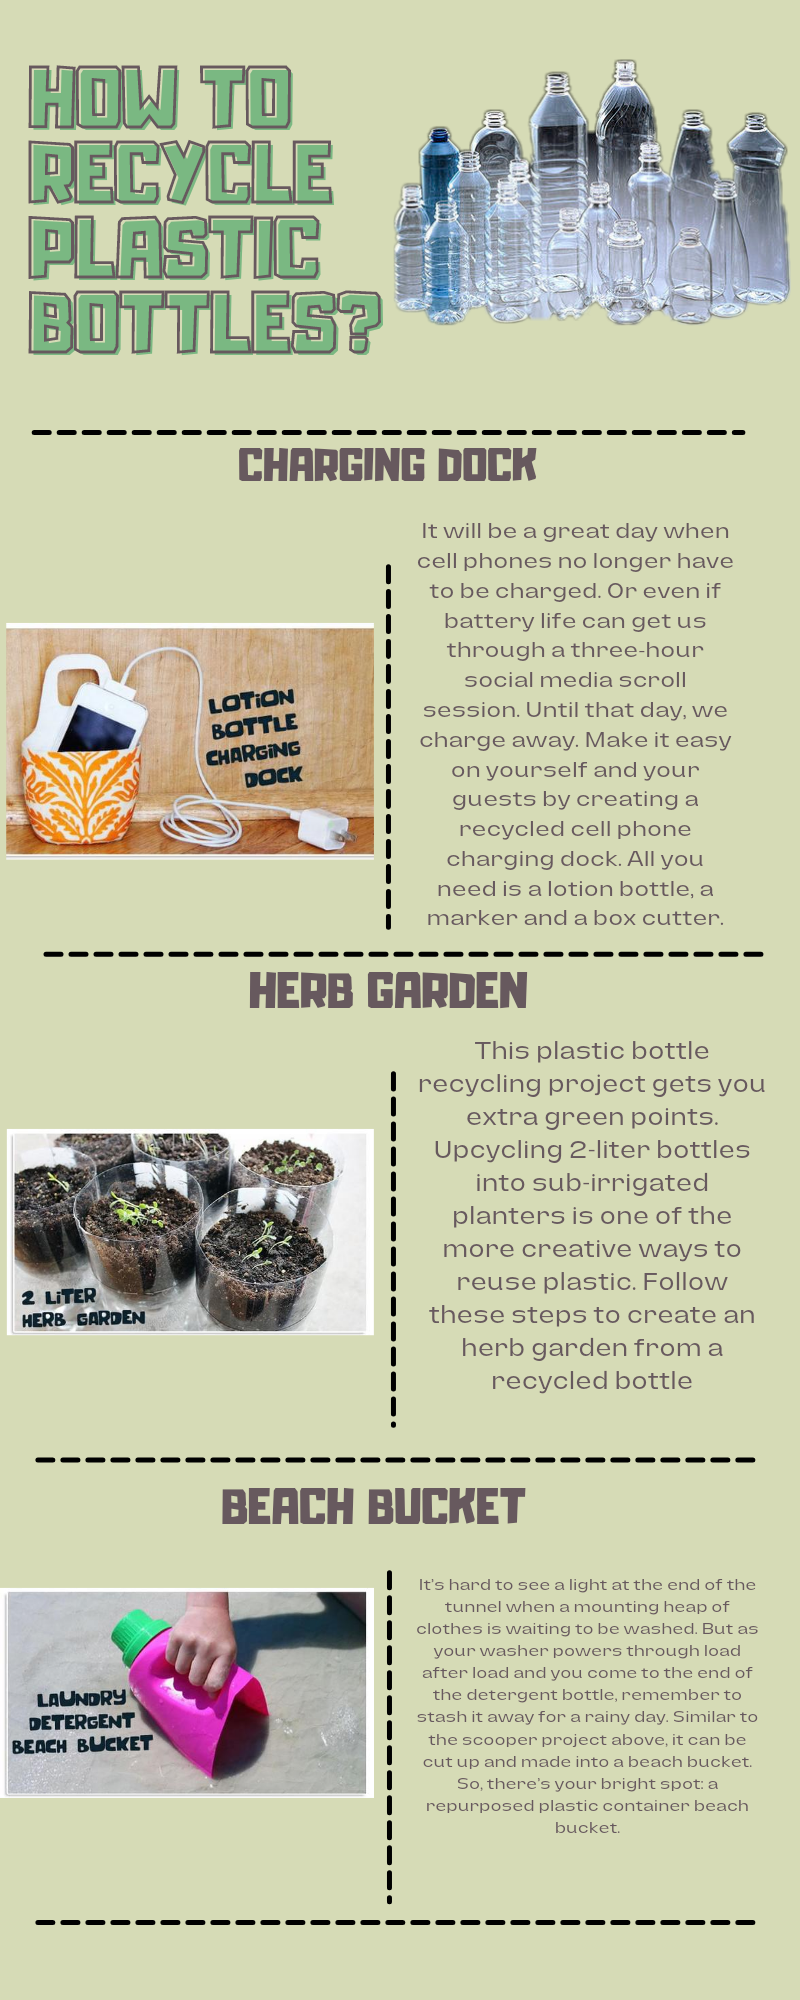 HOW TO
RECYCLE
PLASTIC
BOTTLES?
CHARGING DOCK
LOTION
BOTTLE
CHARGING
DOCK
It will be a great day when
cell phones no longer have
to be charged. Or even if
battery life can get us
through a three-hour
social media scroll
session. Until that day, we
charge away. Make it easy
on yourself and your
guests by creating a
recycled cell phone
charging dock. All you
need is a lotion bottle, a
marker and a box cutter.
HERB GARDEN
2 LITER
HERB GARDEN
This plastic bottle
recycling project gets you
extra green points.
Upcycling 2-liter bottles
into sub-irrigated
planters is one of the
more creative ways to
reuse plastic. Follow
these steps to create an
herb garden from a
recycled bottle
BEACH BUCKET
LAUNDRY
DETERGENT
BEACH BUCKET
It's hard to see a light at the end of the
tunnel when a mounting heap of
clothes is waiting to be washed. But as
your washer powers through load
after load and you come to the end of
the detergent bottle, remember to
stash it away for a rainy day. Similar to
the scooper project above, it can be
cut up and made into a beach bucket.
So, there's your bright spot: a
repurposed plastic container beach
bucket.